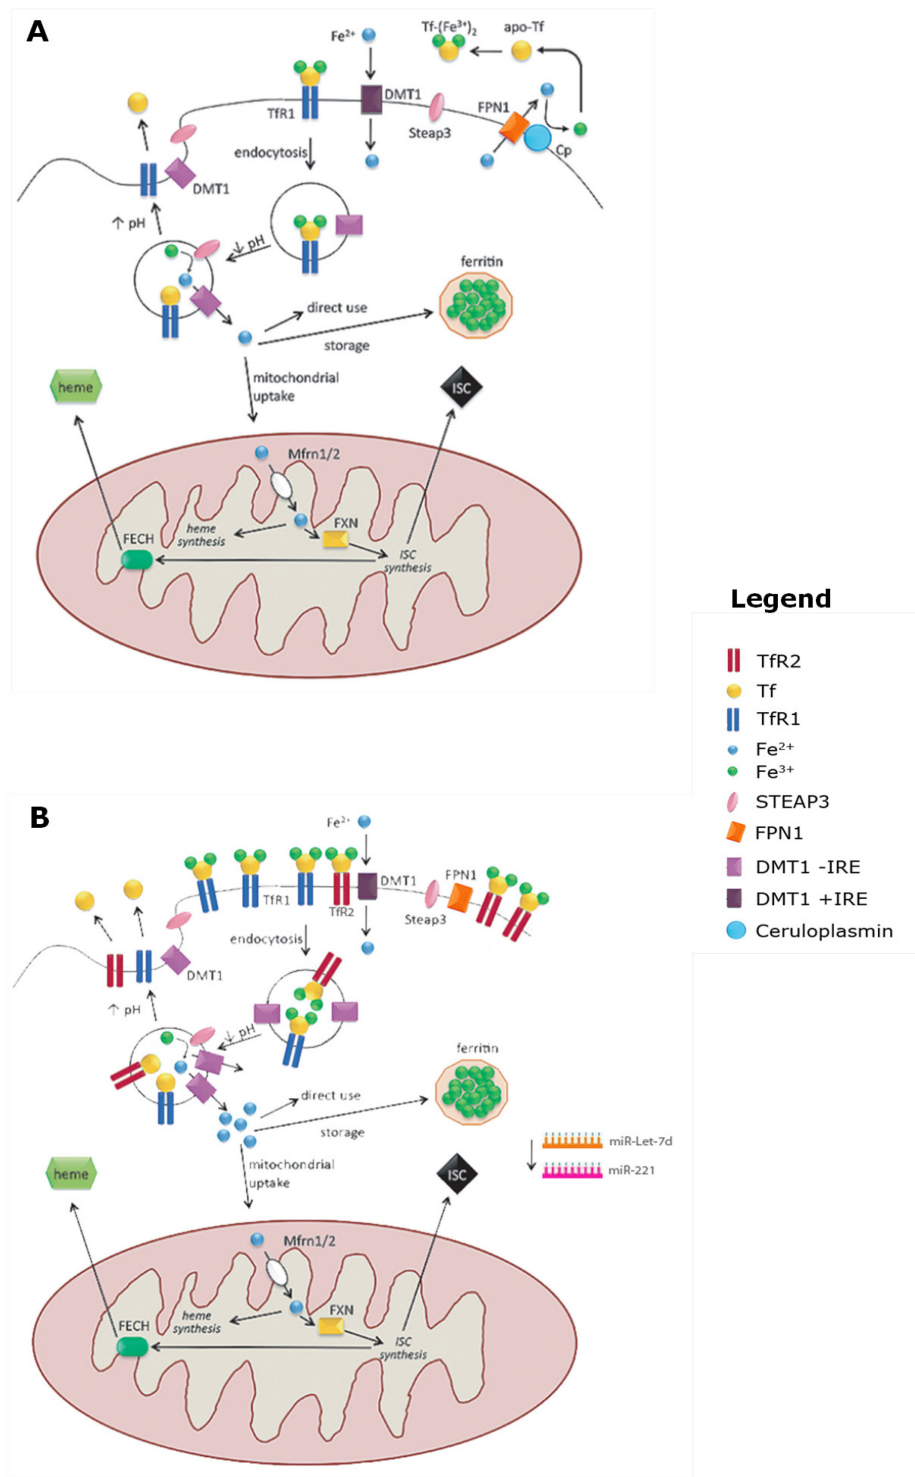 A
Fe²⁺
Tf-(Fe³⁺)₂
apo-Tf
DMT1
TfR1
Steap3
FPN1
Cp
endocytosis
DMT1
↑ pH
↓ pH
ferritin
direct use
storage
mitochondrial
uptake
heme
ISC
Mfrn1/2
FXN
FECH
heme
synthesis
ISC
synthesis
Legend
TfR2
Tf
TfR1
Fe²⁺
Fe³⁺
STEAP3
FPN1
DMT1 -IRE
DMT1 +IRE
Ceruloplasmin
B
Fe²⁺
DMT1
FPN1
TfR1
TfR2
Steap3
endocytosis
DMT1
↑ pH
↓ pH
ferritin
direct use
storage
miR-Let-7d
miR-221
mitochondrial
uptake
heme
ISC
Mfrn1/2
FXN
FECH
heme
synthesis
ISC
synthesis